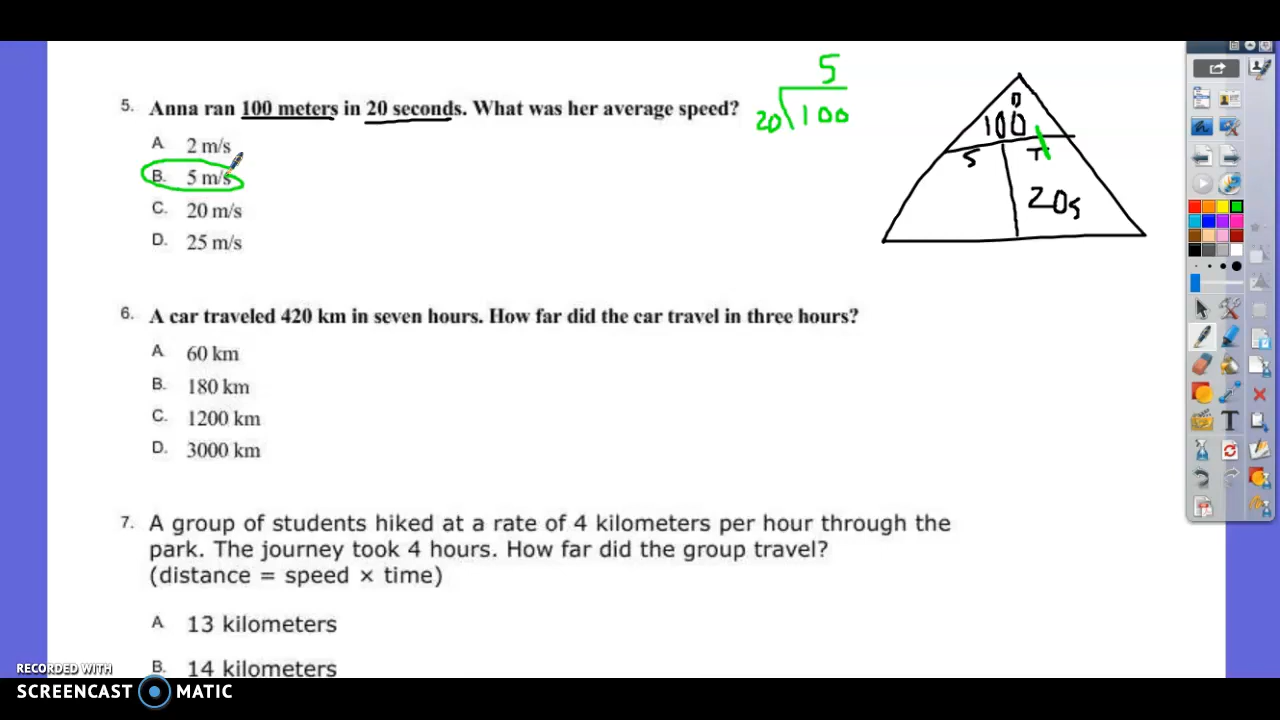 5. Anna ran 100 meters in 20 seconds. What was her average speed?
A. 2 m/s
B. 5 m/s
C. 20 m/s
D. 25 m/s
5
20 100
D
100
S T
20s
6. A car traveled 420 km in seven hours. How far did the car travel in three hours?
A. 60 km
B. 180 km
C. 1200 km
D. 3000 km
7. A group of students hiked at a rate of 4 kilometers per hour through the
park. The journey took 4 hours. How far did the group travel?
(distance = speed × time)
A 13 kilometers
B. 14 kilometers
RECORDED WITH
SCREENCAST MATIC
T